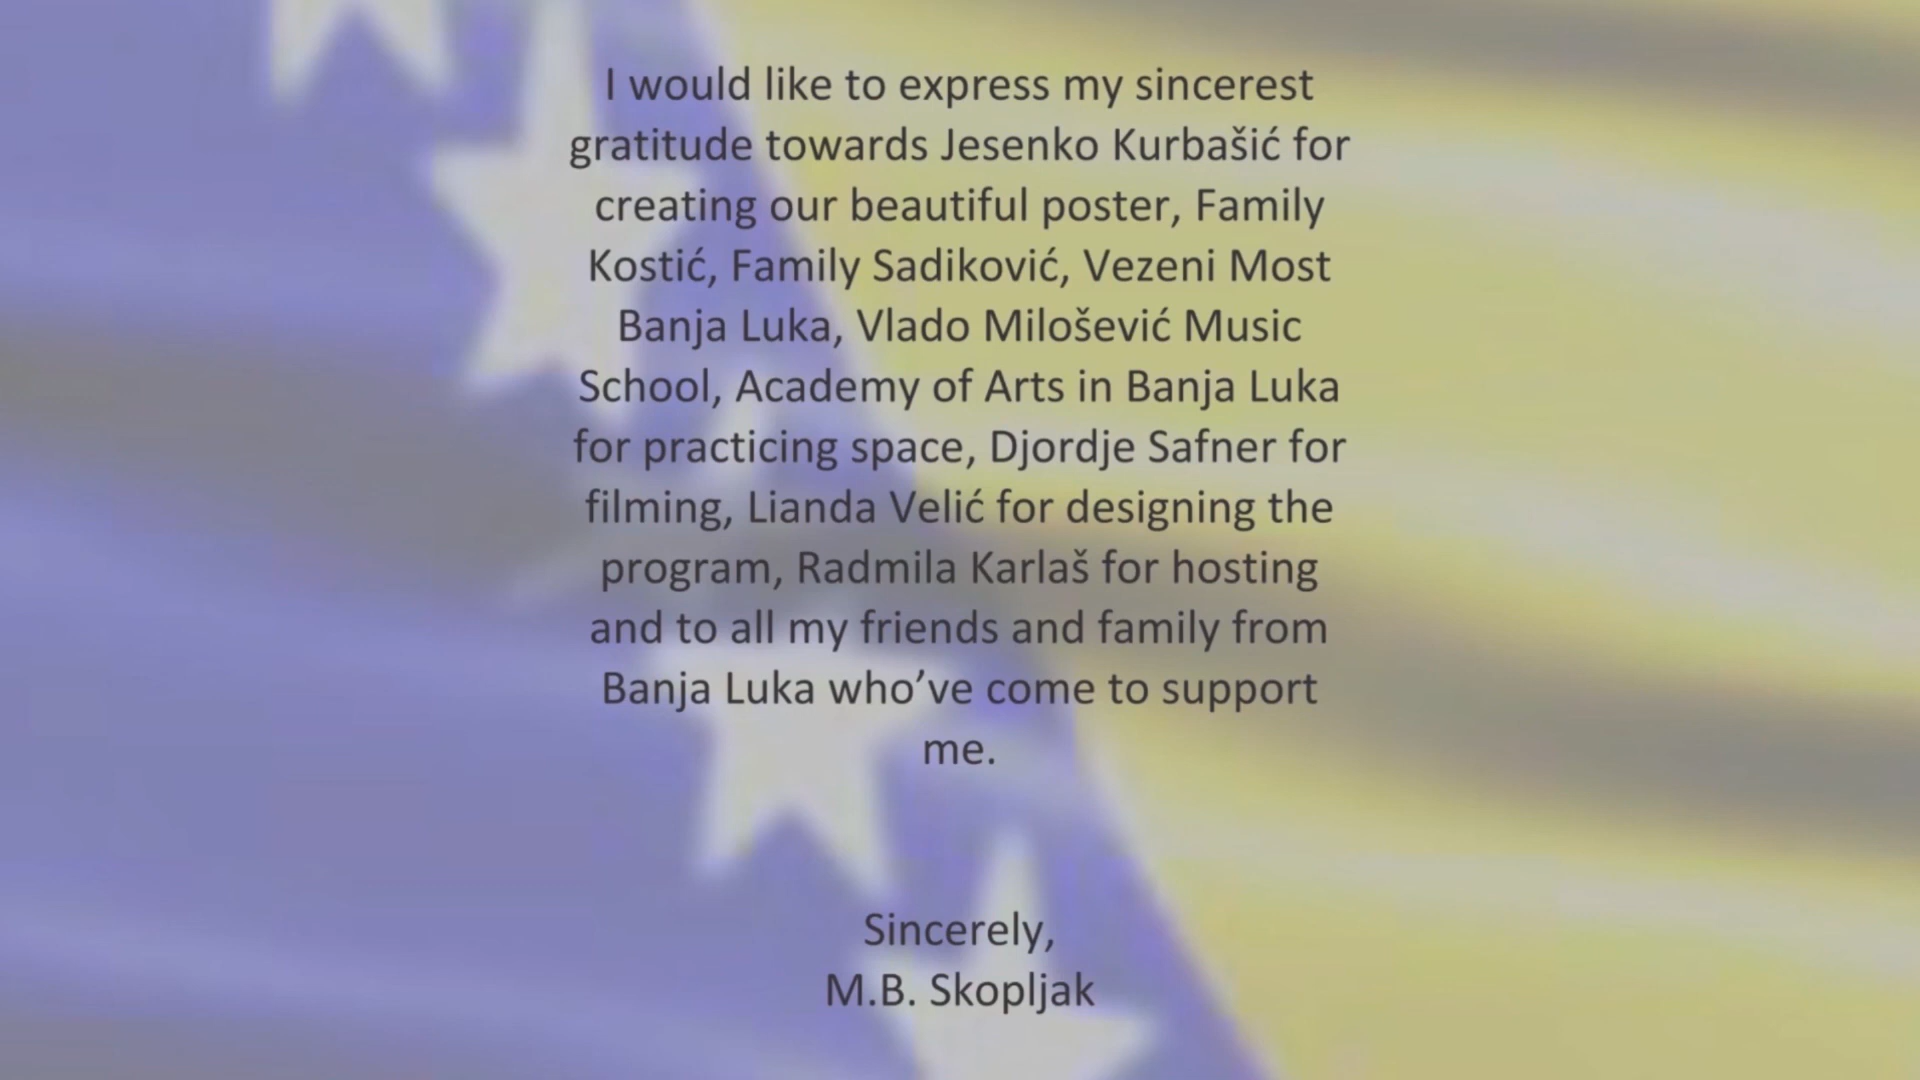 I would like to express my sincerest
gratitude towards Jesenko Kurbašić for
creating our beautiful poster, Family
Kostić, Family Sadiković, Vezeni Most
Banja Luka, Vlado Milošević Music
School, Academy of Arts in Banja Luka
for practicing space, Djordje Safner for
filming, Lianda Velić for designing the
program, Radmila Karlaš for hosting
and to all my friends and family from
Banja Luka who’ve come to support
me.
Sincerely,
M.B. Skopljak